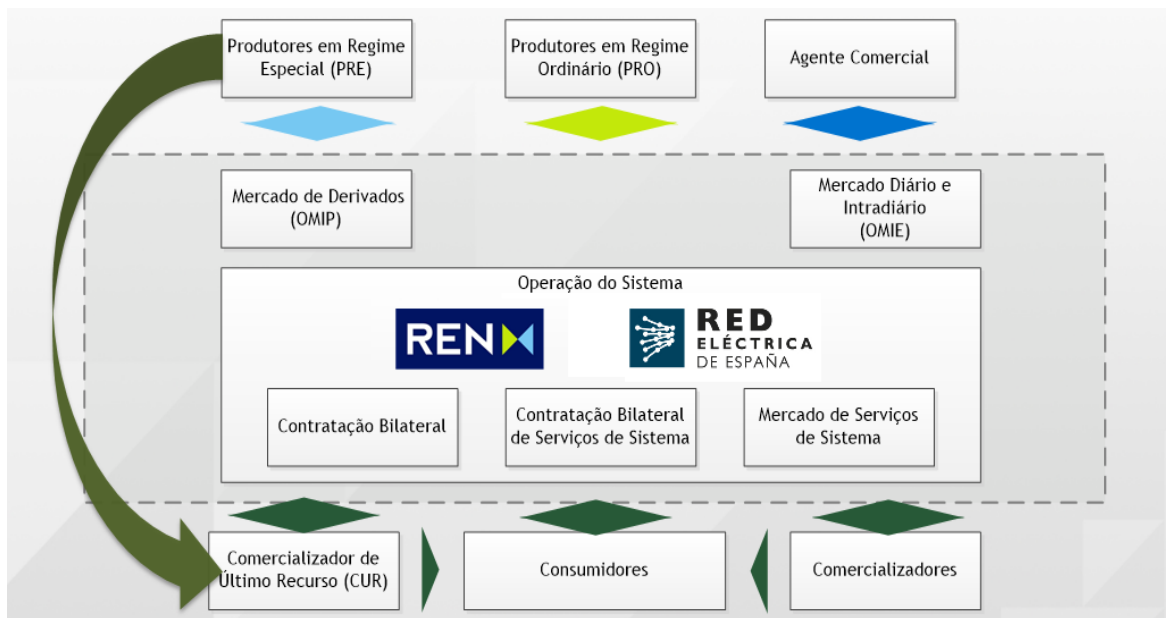 Produtores em Regime
Especial (PRE)
Produtores em Regime
Ordinário (PRO)
Agente Comercial
Mercado de Derivados
(OMIP)
Mercado Diário e
Intradiário
(OMIE)
Operação do Sistema
REN
RED
ELÉCTRICA
DE ESPAÑA
Contratação Bilateral
Contratação Bilateral
de Serviços de Sistema
Mercado de Serviços
de Sistema
Comercializador de
Último Recurso (CUR)
Consumidores
Comercializadores